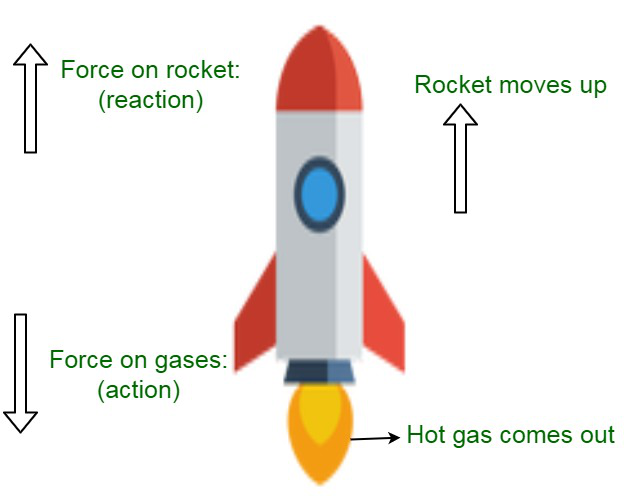 Force on rocket:
(reaction)
Rocket moves up
Force on gases:
(action)
Hot gas comes out